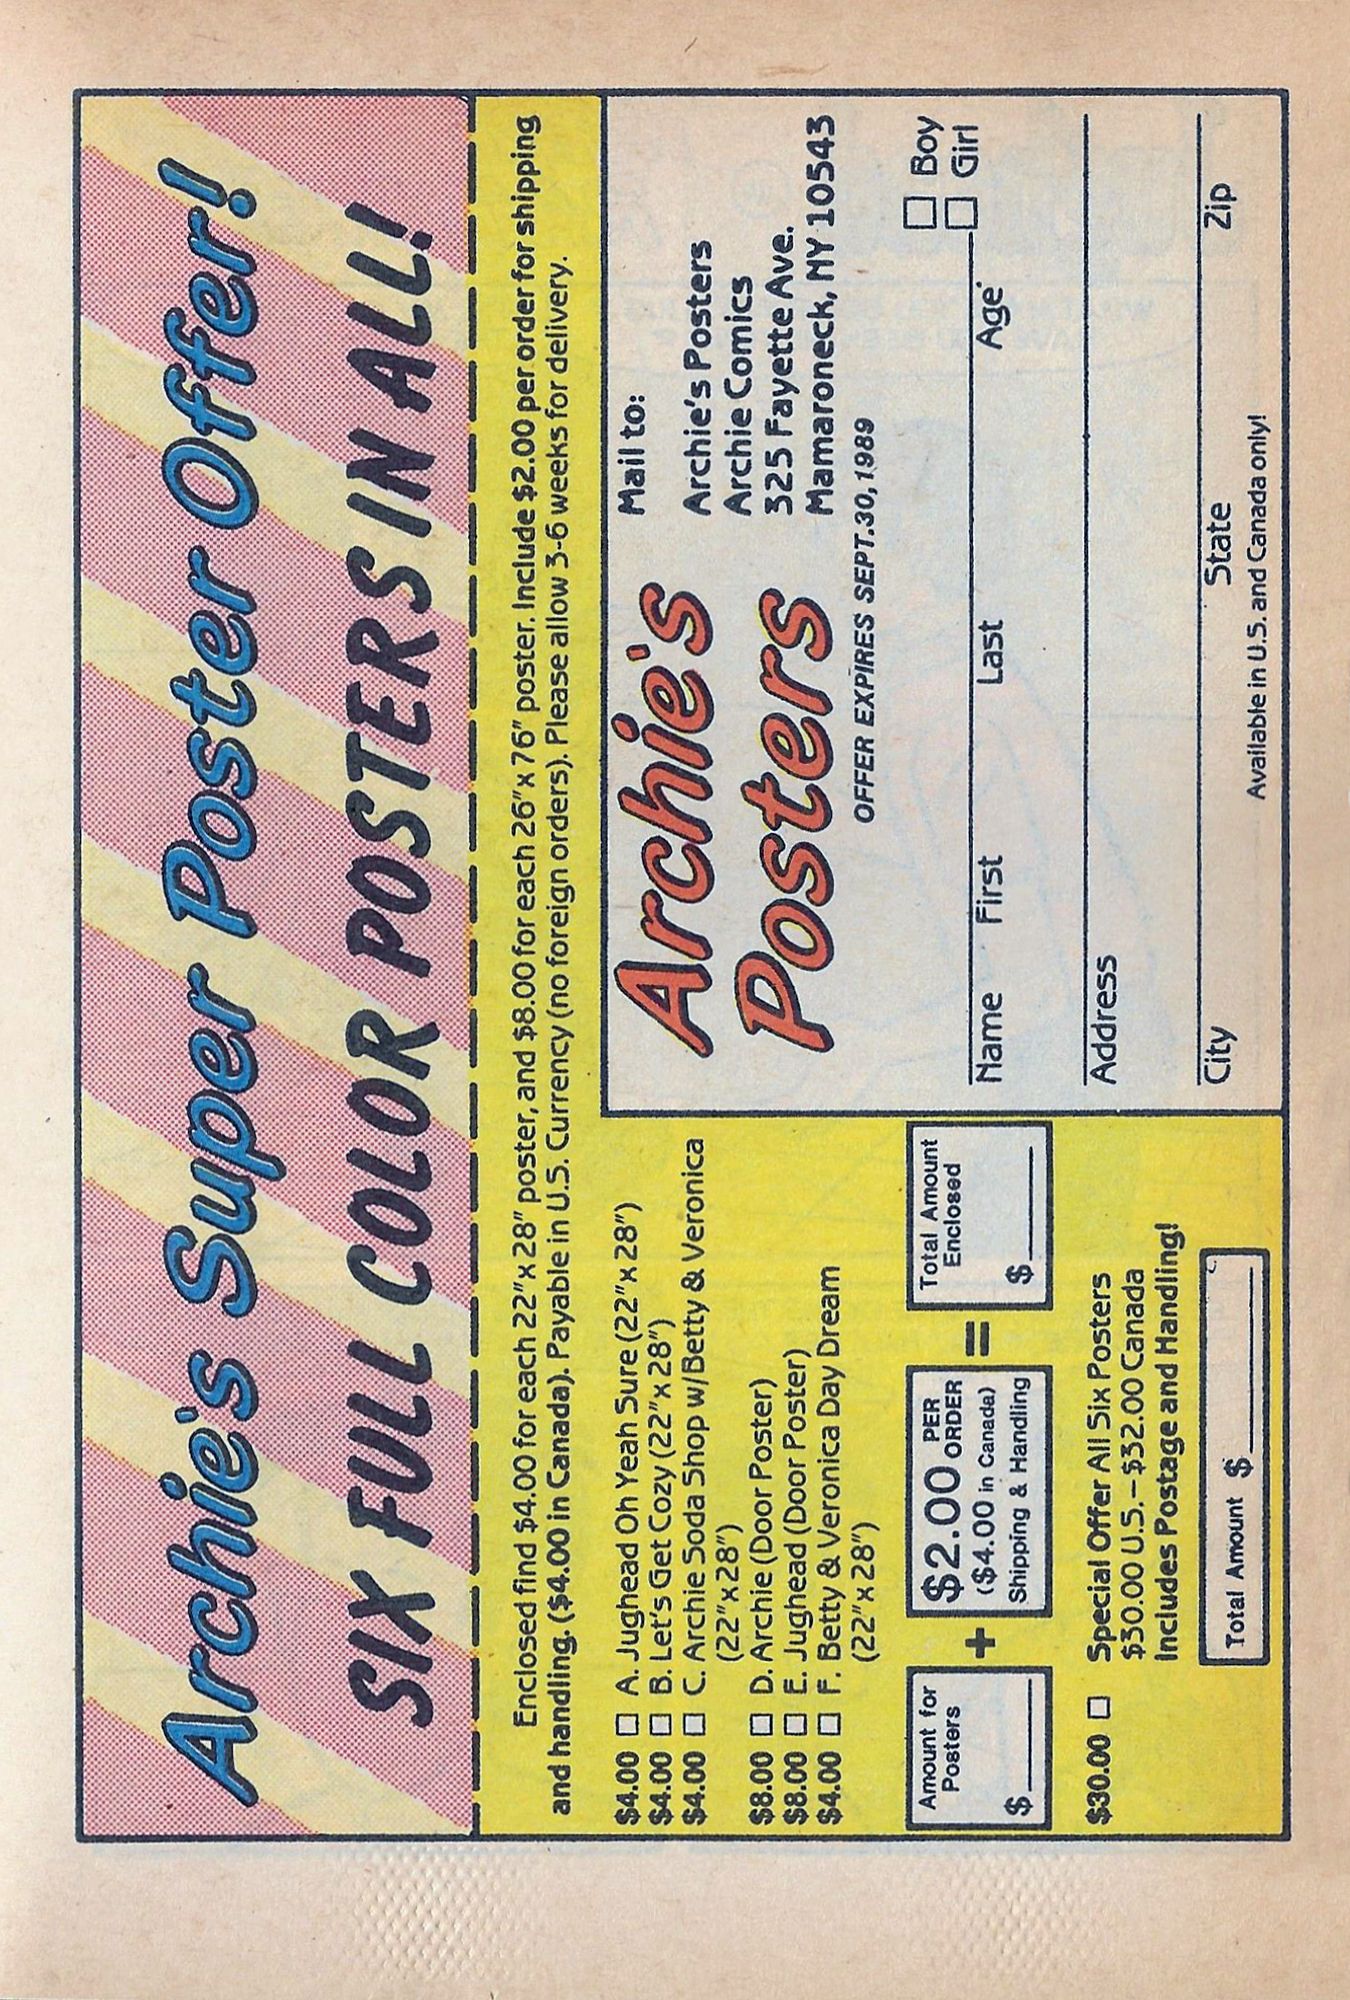 Archie's Super Poster Offer!
SIX FULL COLOR POSTERS IN ALL!
Enclosed find $4.00 for each 22"x 28" poster, and $8.00 for each 26"x 76" poster. Include $2.00 per order for shipping
and handling. ($4.00 in Canada). Payable in U.S. Currency (no foreign orders). Please allow 3-6 weeks for delivery.
$4.00 □ A. Jughead Oh Yeah Sure (22"x 28")
$4.00 □ B. Let's Get Cozy (22"x 28")
$4.00 □ C. Archie Soda Shop w/Betty & Veronica
(22"x28")
$8.00 □ D. Archie (Door Poster)
$8.00 □ E. Jughead (Door Poster)
$4.00 □ F. Betty & Veronica Day Dream
(22"x 28")
Amount for
Posters
$
+
$2.00 PER
ORDER
($4.00 in Canada)
Shipping & Handling
=
Total Amount
Enclosed
$
$30.00 □ Special Offer All Six Posters
$30.00 U.S.–$32.00 Canada
Includes Postage and Handling!
Total Amount $
Archie's
Posters
Mail to:
Archie's Posters
Archie Comics
325 Fayette Ave.
Mamaroneck, NY 10543
OFFER EXPIRES SEPT.30,1989
□ Boy
□ Girl
Name First Last Age
Address
City State Zip
Available in U.S. and Canada only!